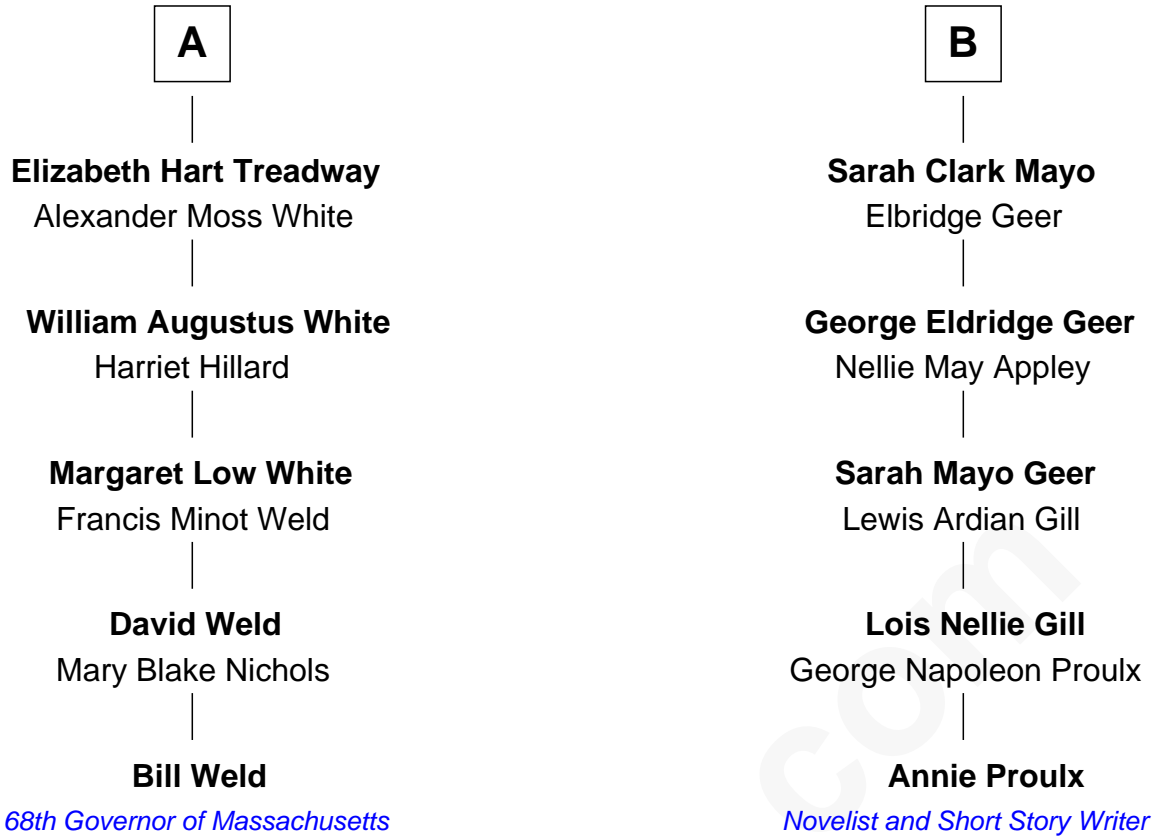 A
Elizabeth Hart Treadway
Alexander Moss White
William Augustus White
Harriet Hillard
Margaret Low White
Francis Minot Weld
David Weld
Mary Blake Nichols
Bill Weld
68th Governor of Massachusetts
B
Sarah Clark Mayo
Elbridge Geer
George Eldridge Geer
Nellie May Appley
Sarah Mayo Geer
Lewis Ardian Gill
Lois Nellie Gill
George Napoleon Proulx
Annie Proulx
Novelist and Short Story Writer
com